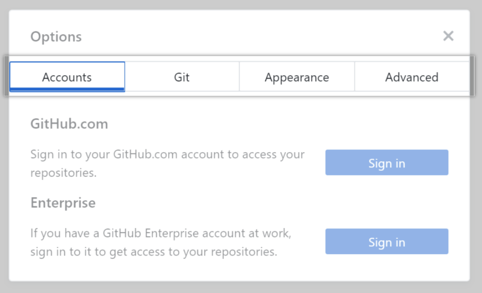 Options
Accounts Git Appearance Advanced
GitHub.com
Sign in to your GitHub.com account to access your
repositories.
Sign in
Enterprise
If you have a GitHub Enterprise account at work,
sign in to it to get access to your repositories.
Sign in